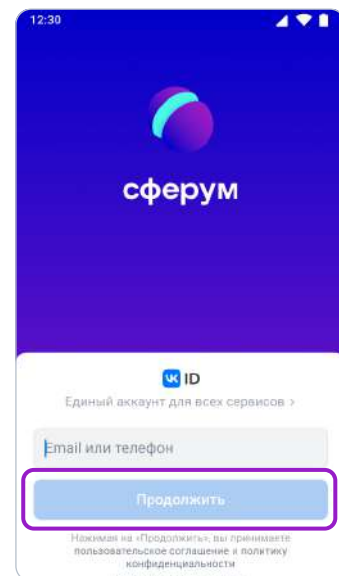 12:30
сферум
VK ID
Единый аккаунт для всех сервисов >
Email или телефон
Продолжить
Нажимая на «Продолжить», вы принимаете
пользовательское соглашение и политику
конфиденциальности